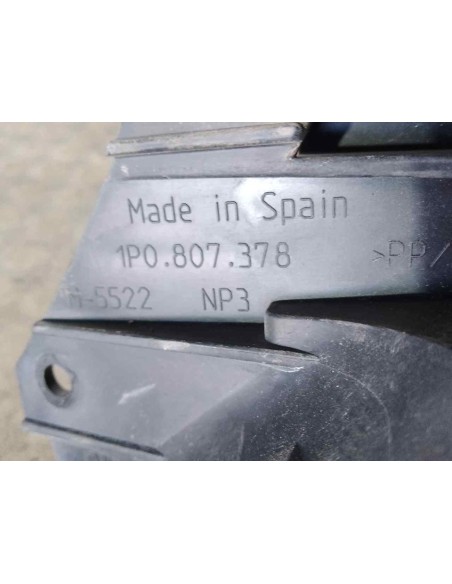 Made in Spain
1P0.807.378 >PP/
M-5522 NP3